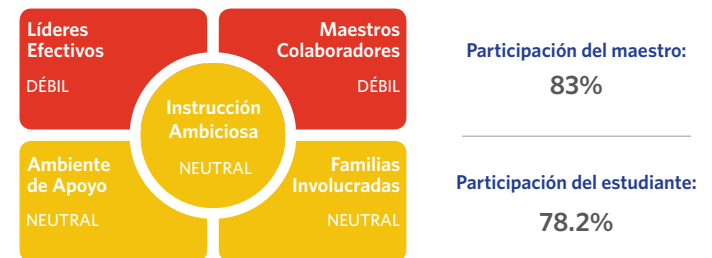 Líderes
Efectivos
DÉBIL
Maestros
Colaboradores
DÉBIL
Instrucción
Ambiciosa
NEUTRAL
Ambiente
de Apoyo
NEUTRAL
Familias
Involucradas
NEUTRAL
Participación del maestro:
83%
Participación del estudiante:
78.2%